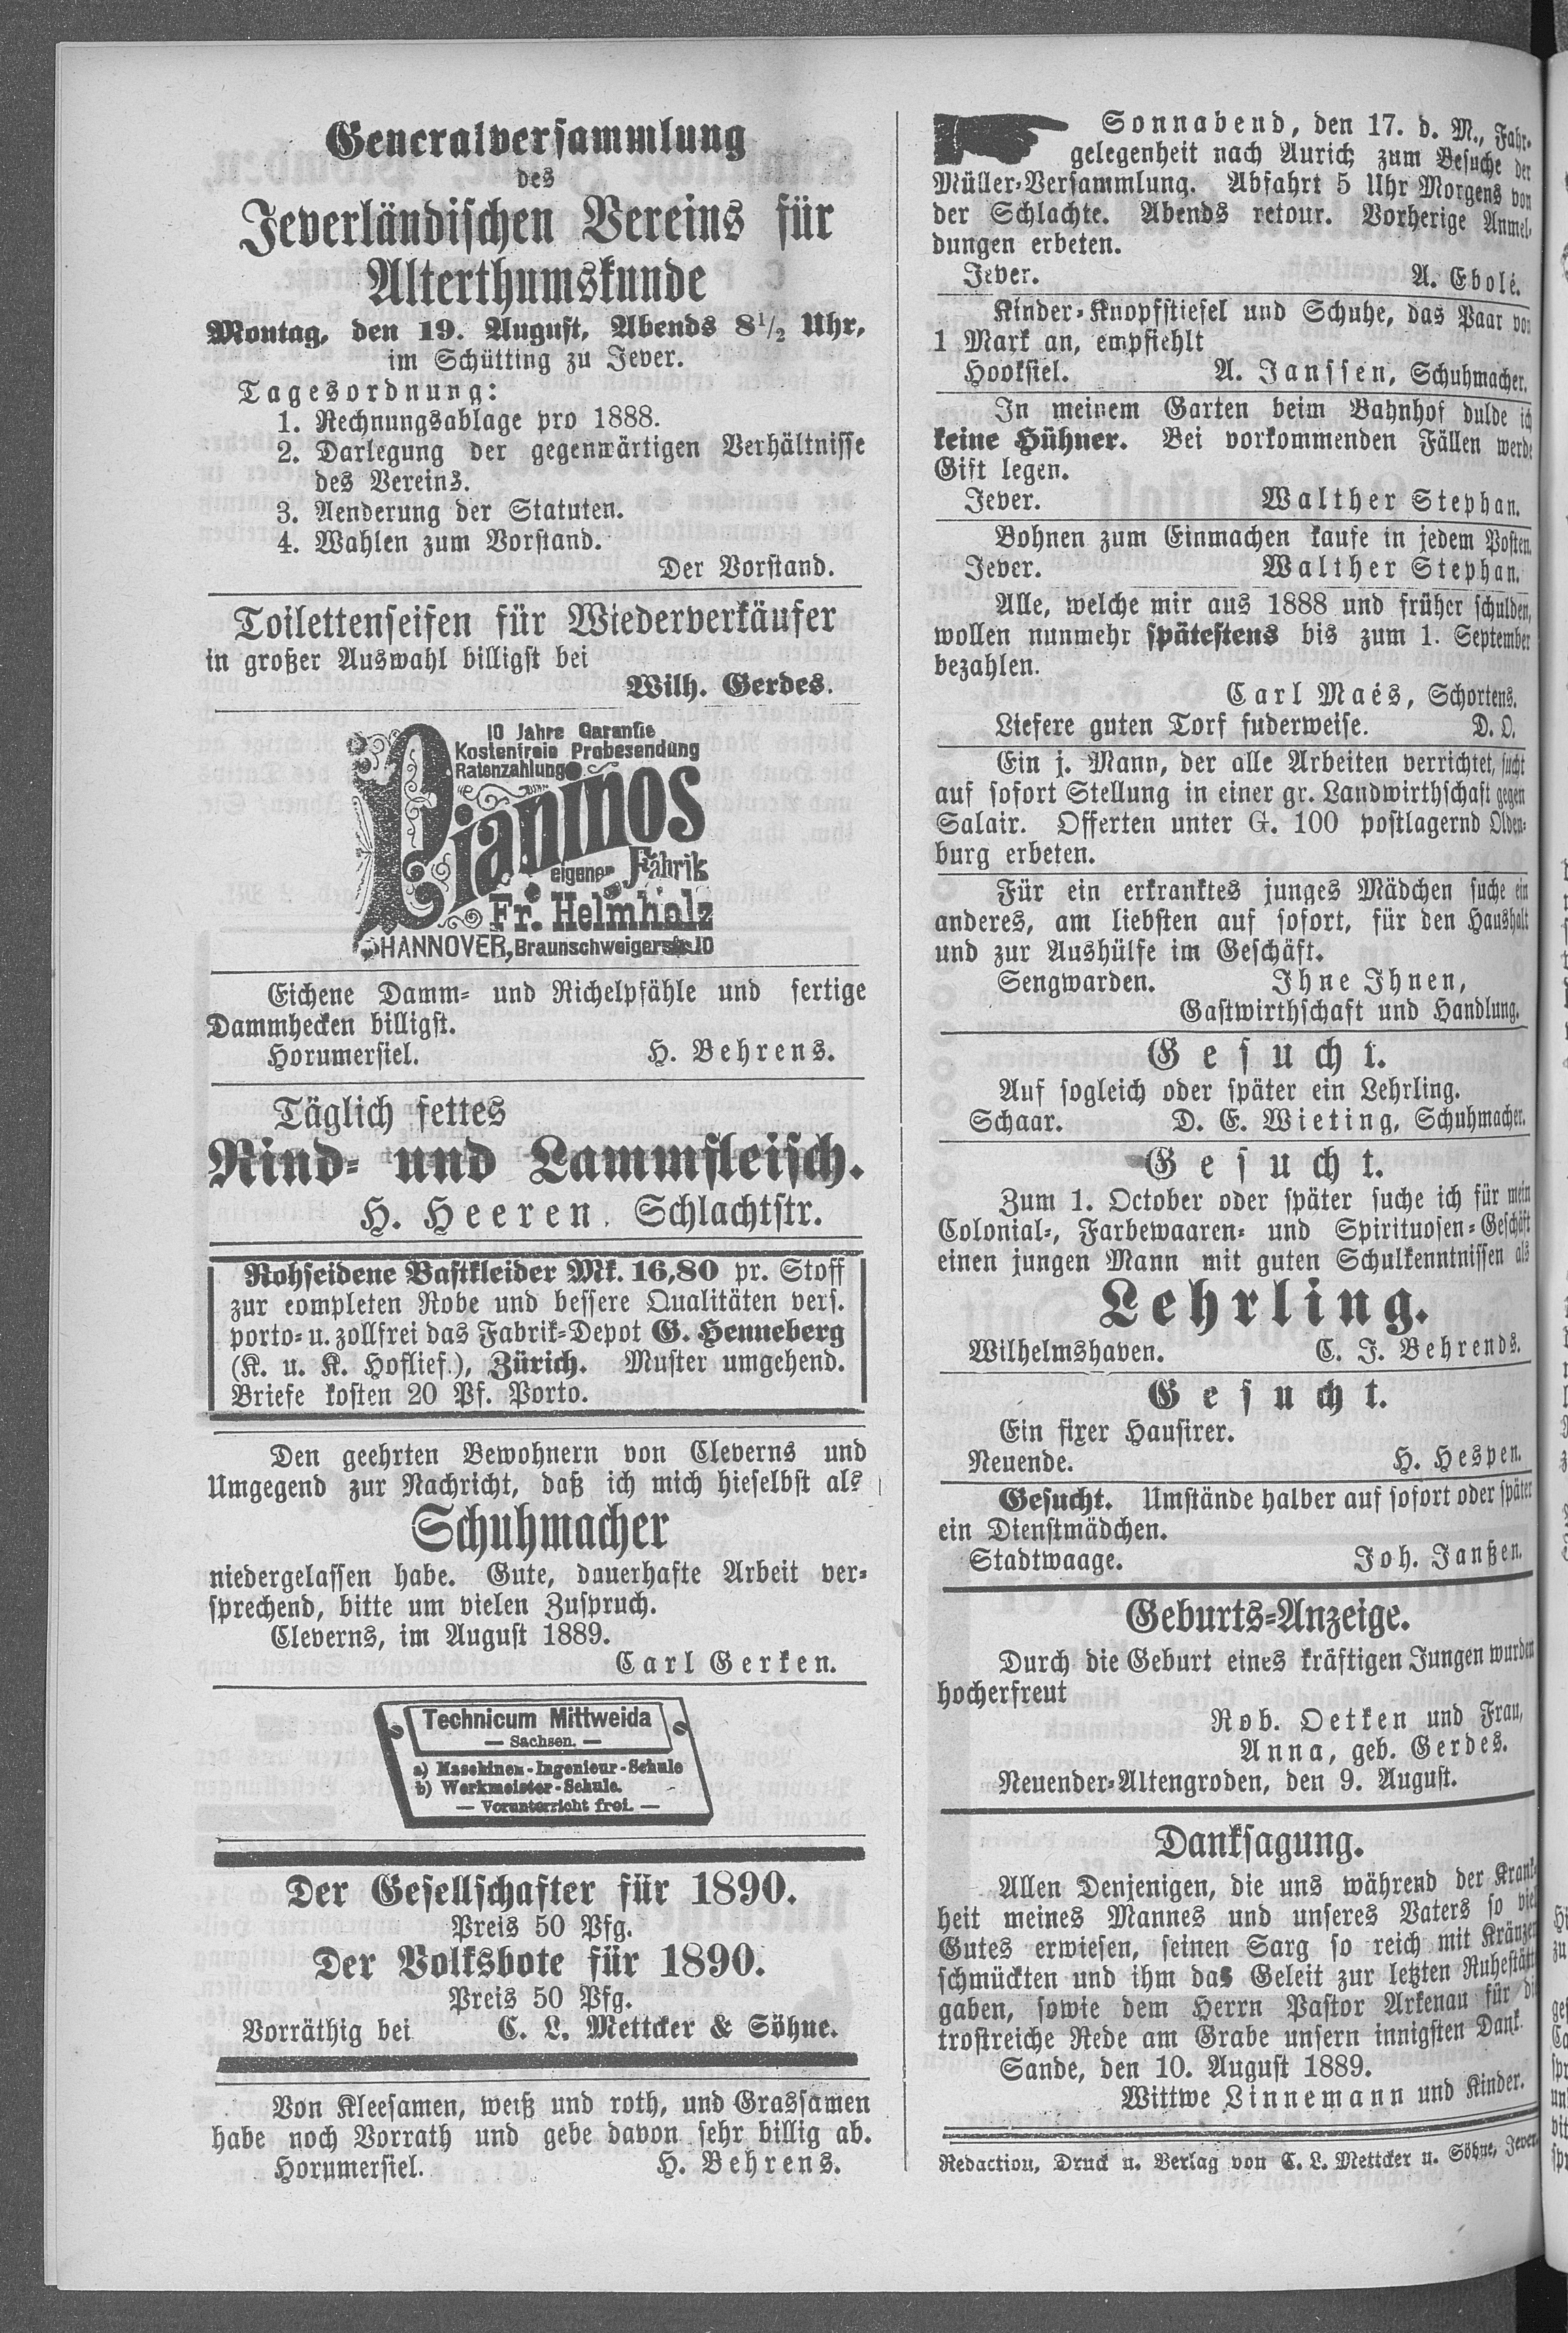 Generalversammlung
des
Jeverländischen Vereins für
Alterthumskunde
Montag, den 19. August, Abends 8½ Uhr,
im Schütting zu Jever.
Tagesordnung:
1. Rechnungsablage pro 1888.
2. Darlegung der gegenwärtigen Verhältnisse
des Vereins.
3. Aenderung der Statuten.
4. Wahlen zum Vorstand.
Der Vorstand.
Toilettenseifen für Wiederverkäufer
in großer Auswahl billigst bei
Wilh. Gerdes.
10 Jahre Garantie
Kostenfreie Probesendung
Ratenzahlung
Pianinos
eigener Fabrik
Fr. Helmholz
HANNOVER, Braunschweigerstr. 10
Eichene Damm- und Richelpfähle und fertige
Dammhecken billigst.
Horumersiel. H. Behrens.
Täglich fettes
Rind- und Lammfleisch.
H. Heeren, Schlachtstr.
Rohseidene Bastkleider Mk. 16,80 pr. Stoff
zur completen Robe und bessere Qualitäten vers.
porto- u. zollfrei das Fabrik-Depot G. Henneberg
(K. u. K. Hoflief.), Zürich. Muster umgehend.
Briefe kosten 20 Pf. Porto.
Den geehrten Bewohnern von Cleverns und
Umgegend zur Nachricht, daß ich mich hieselbst als
Schuhmacher
niedergelassen habe. Gute, dauerhafte Arbeit ver-
sprechend, bitte um vielen Zuspruch.
Cleverns, im August 1889.
Carl Gerken.
Technicum Mittweida
— Sachsen. —
a) Maschinen-Ingenieur-Schule
b) Werkmeister-Schule.
— Vorunterricht frei. —
Der Gesellschafter für 1890.
Preis 50 Pfg.
Der Volksbote für 1890.
Preis 50 Pfg.
Vorräthig bei C. L. Mettcker & Söhne.
Von Kleesamen, weiß und roth, und Grassamen
habe noch Vorrath und gebe davon sehr billig ab.
Horumersiel. H. Behrens.
Sonnabend, den 17. d. M., Fahr-
gelegenheit nach Aurich zum Besuche der
Müller-Versammlung. Abfahrt 5 Uhr Morgens von
der Schlachte. Abends retour. Vorherige Anmel-
dungen erbeten.
Jever. A. Ebolé.
Kinder-Knopfstiefel und Schuhe, das Paar von
1 Mark an, empfiehlt
Hooksiel. A. Janssen, Schuhmacher.
In meinem Garten beim Bahnhof dulde ich
keine Hühner. Bei vorkommenden Fällen werde
Gift legen.
Jever. Walther Stephan.
Bohnen zum Einmachen kaufe in jedem Posten.
Jever. Walther Stephan.
Alle, welche mir aus 1888 und früher schulden,
wollen nunmehr spätestens bis zum 1. September
bezahlen.
Carl Maës, Schortens.
Liefere guten Torf fuderweise. D. O.
Ein j. Mann, der alle Arbeiten verrichtet, sucht
auf sofort Stellung in einer gr. Landwirthschaft gegen
Salair. Offerten unter G. 100 postlagernd Olden-
burg erbeten.
Für ein erkranktes junges Mädchen suche ein
anderes, am liebsten auf sofort, für den Haushalt
und zur Aushülfe im Geschäft.
Sengwarden. Ihne Ihnen,
Gastwirthschaft und Handlung.
Gesucht.
Auf sogleich oder später ein Lehrling.
Schaar. D. E. Wieting, Schuhmacher.
Gesucht.
Zum 1. October oder später suche ich für mein
Colonial-, Farbewaaren- und Spirituosen-Geschäft
einen jungen Mann mit guten Schulkenntnissen als
Lehrling.
Wilhelmshaven. C. J. Behrends.
Gesucht.
Ein fixer Hausirer.
Neuende. H. Hespen.
Gesucht. Umstände halber auf sofort oder später
ein Dienstmädchen.
Stadtwaage. Joh. Janßen.
Geburts-Anzeige.
Durch die Geburt eines kräftigen Jungen wurden
hocherfreut
Rob. Oetken und Frau,
Anna, geb. Gerdes.
Neuender-Altengroden, den 9. August.
Danksagung.
Allen Denjenigen, die uns während der Krank-
heit meines Mannes und unseres Vaters so viel
Gutes erwiesen, seinen Sarg so reich mit Kränzen
schmückten und ihm das Geleit zur letzten Ruhestätte
gaben, sowie dem Herrn Pastor Arkenau für die
trostreiche Rede am Grabe unsern innigsten Dank.
Sande, den 10. August 1889.
Wittwe Linnemann und Kinder.
Redaction, Druck u. Verlag von C. L. Mettcker u. Söhne, Jever.